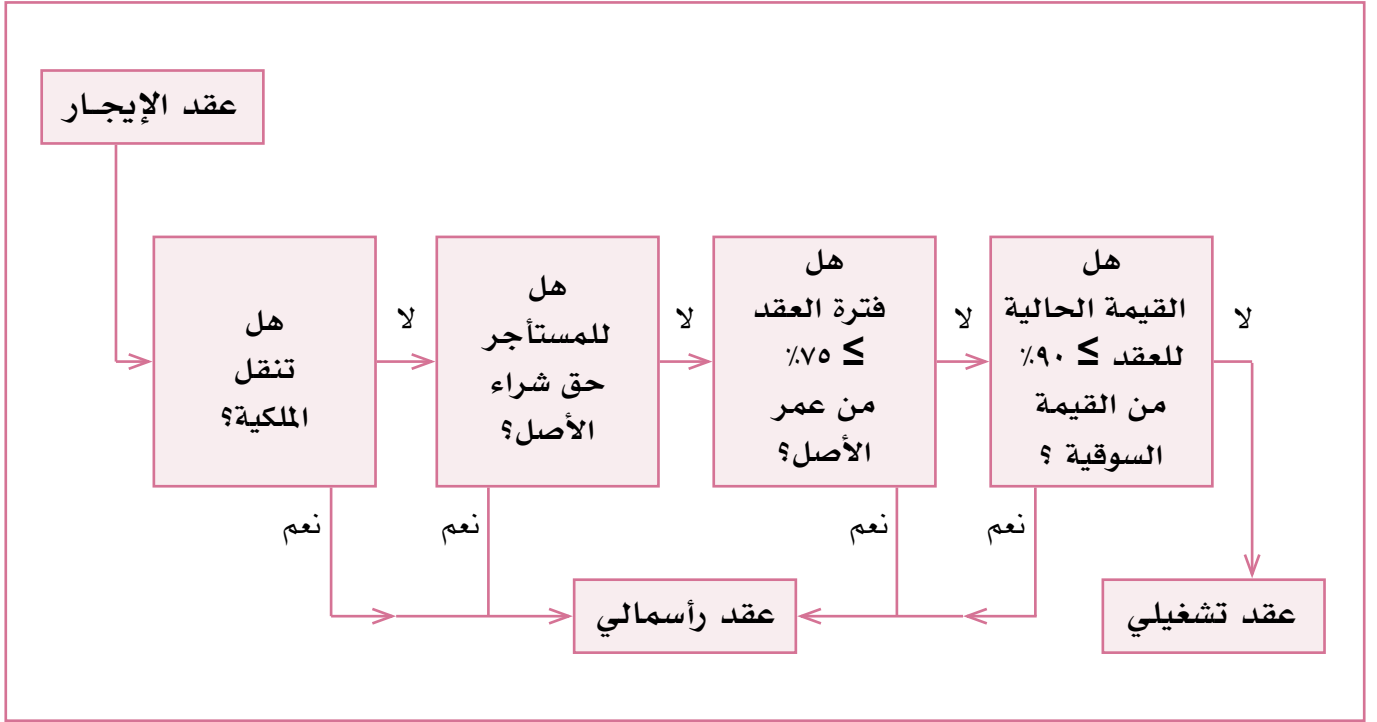 عقد الإيجار
هل
تنقل
الملكية؟
لا
نعم
هل
للمستأجر
حق شراء
الأصل؟
لا
نعم
هل
فترة العقد
≥ ٧٥٪
من عمر
الأصل؟
لا
نعم
هل
القيمة الحالية
للعقد ≥ ٩٠٪
من القيمة
السوقية ؟
لا
نعم
عقد رأسمالي
عقد تشغيلي